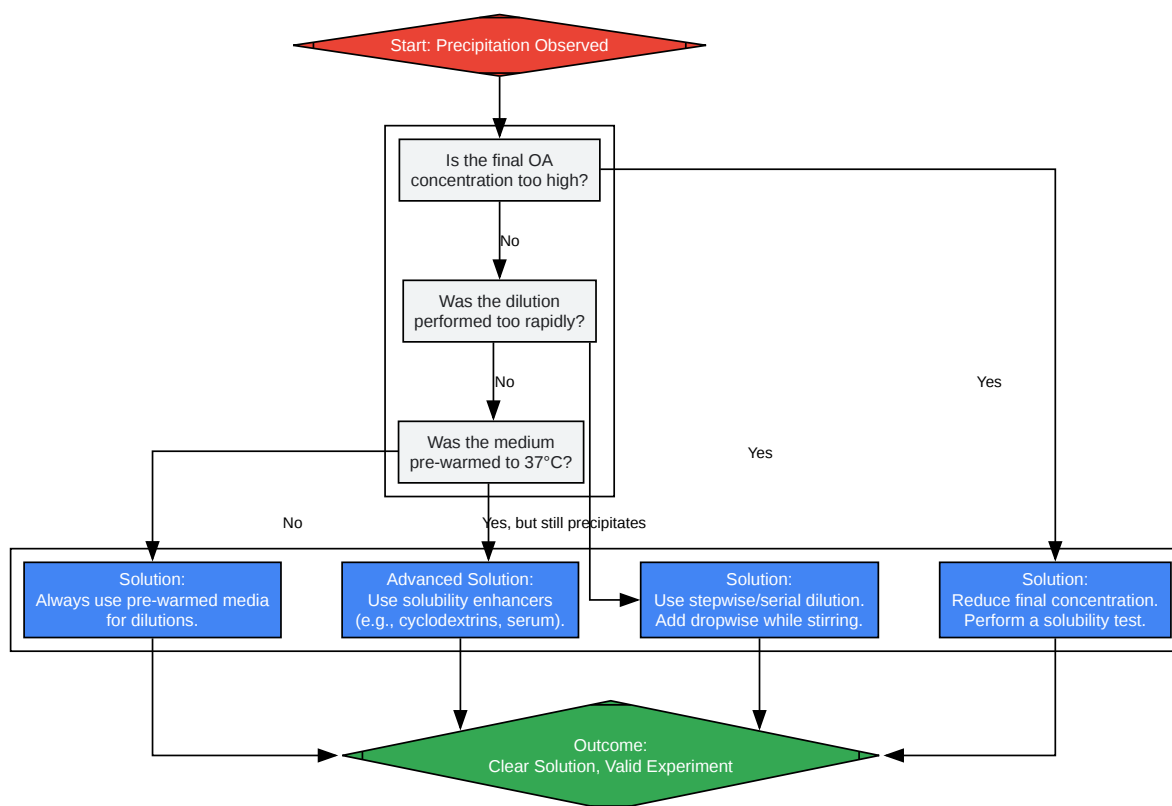 Start: Precipitation Observed
Is the final OA
concentration too high?
No
Was the dilution
performed too rapidly?
No
Yes
Was the medium
pre-warmed to 37°C?
Yes
No
Yes, but still precipitates
Solution:
Always use pre-warmed media
for dilutions.
Advanced Solution:
Use solubility enhancers
(e.g., cyclodextrins, serum).
Solution:
Use stepwise/serial dilution.
Add dropwise while stirring.
Solution:
Reduce final concentration.
Perform a solubility test.
Outcome:
Clear Solution, Valid Experiment